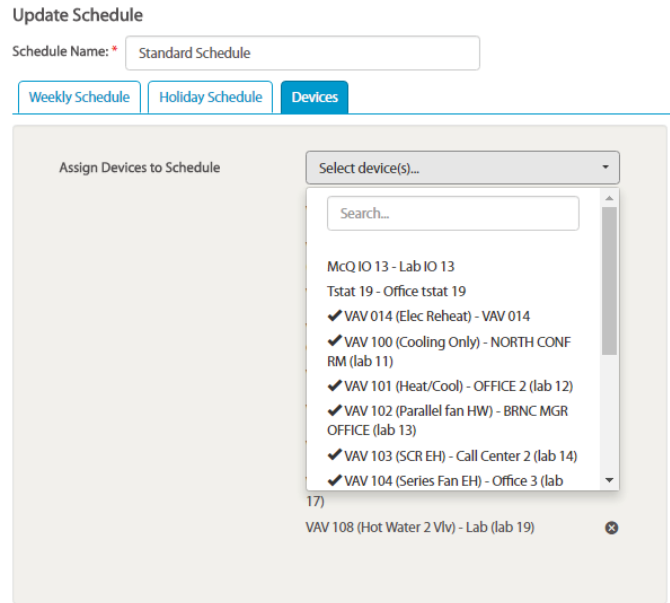 Update Schedule
Schedule Name: * Standard Schedule
Weekly Schedule Holiday Schedule Devices
Assign Devices to Schedule Select device(s)...
Search...
McQ IO 13 - Lab IO 13
Tstat 19 - Office tstat 19
VAV 014 (Elec Reheat) - VAV 014
VAV 100 (Cooling Only) - NORTH CONF
RM (lab 11)
VAV 101 (Heat/Cool) - OFFICE 2 (lab 12)
VAV 102 (Parallel fan HW) - BRNC MGR
OFFICE (lab 13)
VAV 103 (SCR EH) - Call Center 2 (lab 14)
VAV 104 (Series Fan EH) - Office 3 (lab
17)
VAV 108 (Hot Water 2 Vlv) - Lab (lab 19)